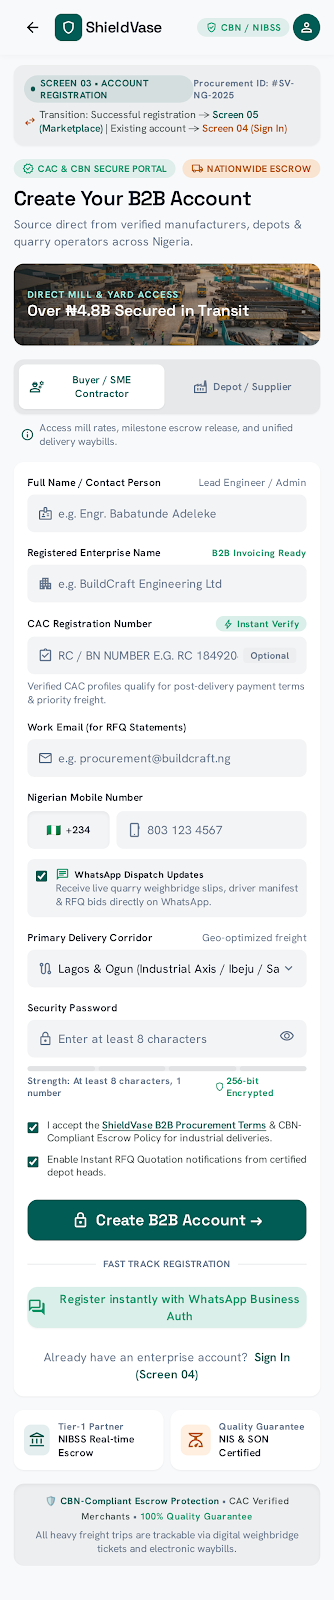 ShieldVase
CBN / NIBSS
SCREEN 03 • ACCOUNT
REGISTRATION
Procurement ID: #SV-
NG-2025
Transition: Successful registration → Screen 05
(Marketplace) | Existing account → Screen 04 (Sign In)
CAC & CBN SECURE PORTAL
NATIONWIDE ESCROW
Create Your B2B Account
Source direct from verified manufacturers, depots &
quarry operators across Nigeria.
DIRECT MILL & YARD ACCESS
Over ₦4.8B Secured in Transit
Buyer / SME
Contractor
Depot / Supplier
Access mill rates, milestone escrow release, and unified
delivery waybills.
Full Name / Contact Person
Lead Engineer / Admin
e.g. Engr. Babatunde Adeleke
Registered Enterprise Name
B2B Invoicing Ready
e.g. BuildCraft Engineering Ltd
CAC Registration Number
Instant Verify
RC / BN NUMBER E.G. RC 184920
Optional
Verified CAC profiles qualify for post-delivery payment terms
& priority freight.
Work Email (for RFQ Statements)
e.g. procurement@buildcraft.ng
Nigerian Mobile Number
🇳🇬 +234
803 123 4567
WhatsApp Dispatch Updates
Receive live quarry weighbridge slips, driver manifest
& RFQ bids directly on WhatsApp.
Primary Delivery Corridor
Geo-optimized freight
Lagos & Ogun (Industrial Axis / Ibeju / Sa
Security Password
Enter at least 8 characters
Strength: At least 8 characters, 1
number
256-bit
Encrypted
I accept the ShieldVase B2B Procurement Terms & CBN-
Compliant Escrow Policy for industrial deliveries.
Enable Instant RFQ Quotation notifications from certified
depot heads.
Create B2B Account →
FAST TRACK REGISTRATION
Register instantly with WhatsApp Business
Auth
Already have an enterprise account? Sign In
(Screen 04)
Tier-1 Partner
NIBSS Real-time
Escrow
Quality Guarantee
NIS & SON
Certified
🛡️ CBN-Compliant Escrow Protection • CAC Verified
Merchants • 100% Quality Guarantee
All heavy freight trips are trackable via digital weighbridge
tickets and electronic waybills.